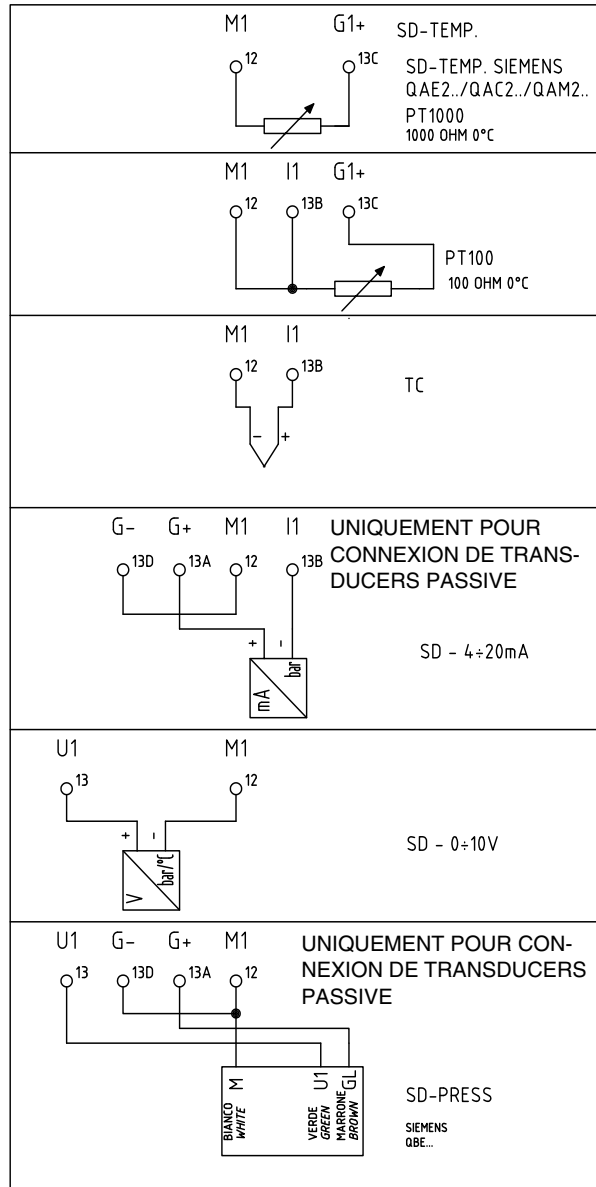 M1 G1+ SD-TEMP.
12 13C SD-TEMP. SIEMENS
QAE2../QAC2../QAM2..
PT1000
1000 OHM 0°C
M1 I1 G1+
12 13B 13C
PT100
100 OHM 0°C
M1 I1
12 13B
TC
- +
G- G+ M1 I1 UNIQUEMENT POUR
13D 13A 12 13B CONNEXION DE TRANS-
DUCERS PASSIVE
+ -
mA bar
SD - 4÷20mA
U1 M1
13 12
+ -
V bar/°C
SD - 0÷10V
U1 G- G+ M1 UNIQUEMENT POUR CON-
13 13D 13A 12 NEXION DE TRANSDUCERS
PASSIVE
M U1 GL
BIANCO VERDE MARRONE
WHITE GREEN BROWN
SD-PRESS
SIEMENS
QBE...